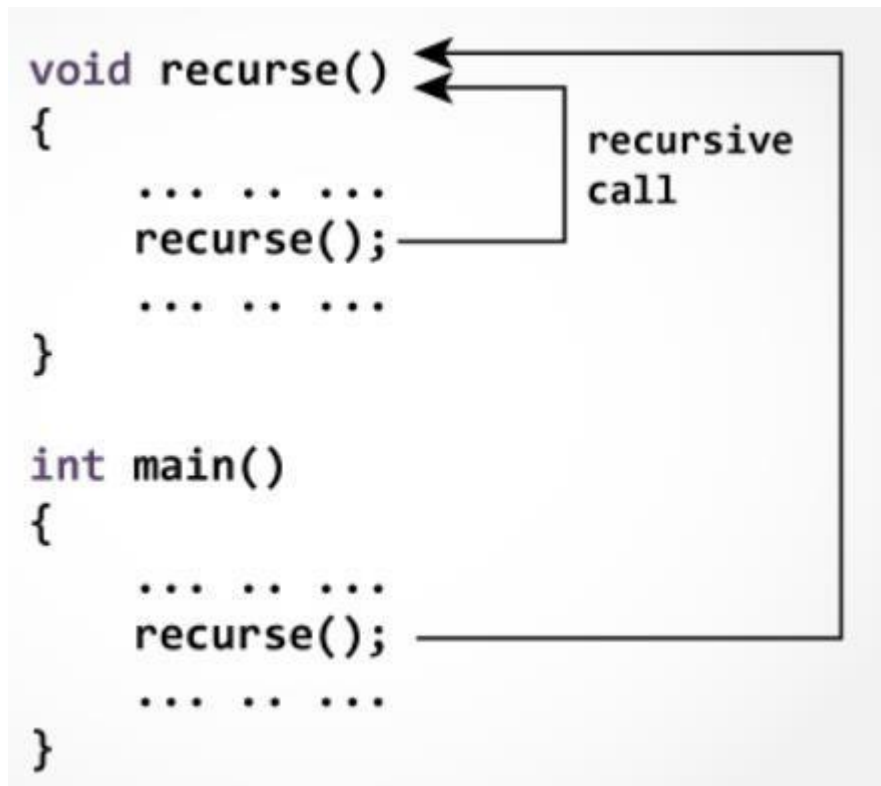 void recurse()
{
... .. ...
recurse();
... .. ...
}
recursive
call
int main()
{
... .. ...
recurse();
... .. ...
}